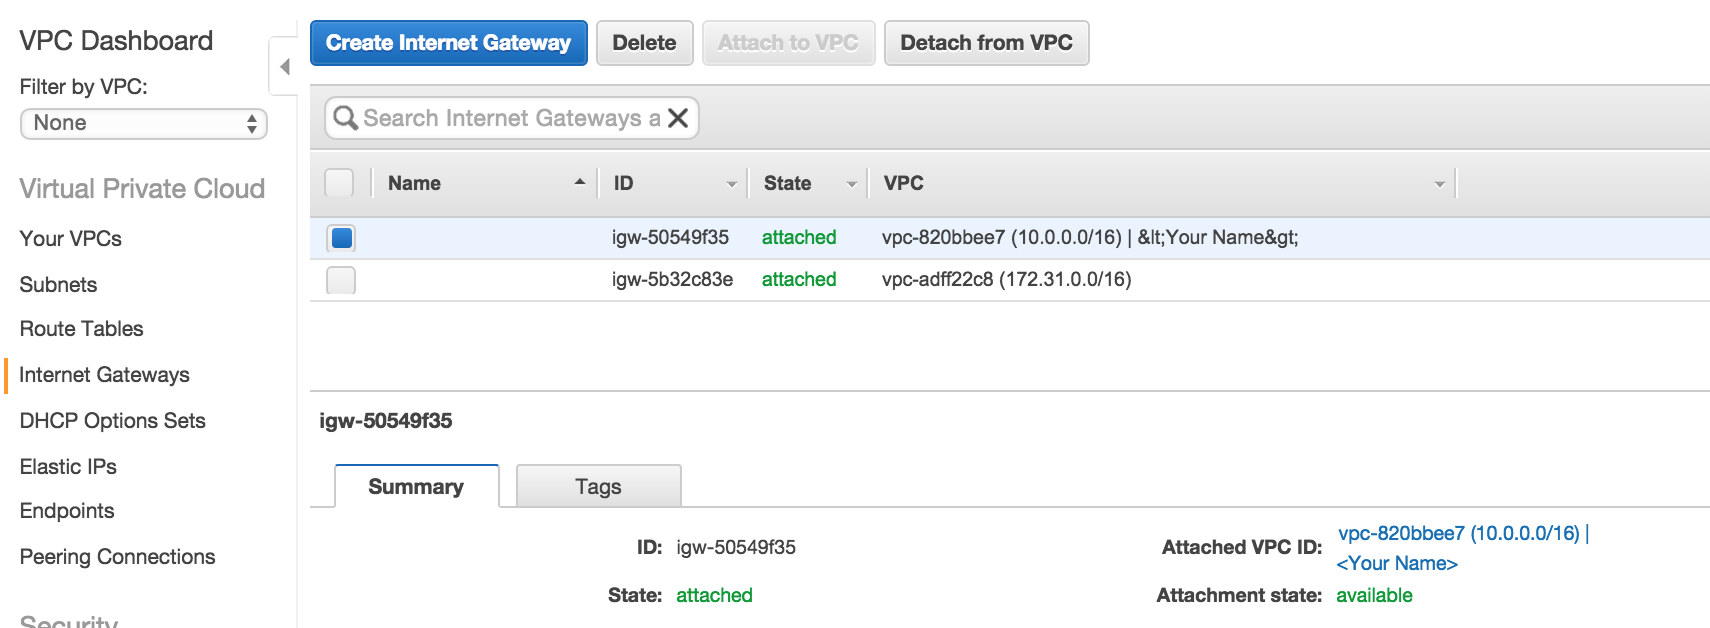 VPC Dashboard
Filter by VPC:
None
Virtual Private Cloud
Your VPCs
Subnets
Route Tables
Internet Gateways
DHCP Options Sets
Elastic IPs
Endpoints
Peering Connections
Security
Create Internet Gateway Delete Attach to VPC Detach from VPC
Search Internet Gateways a
Name ID State VPC
igw-50549f35 attached vpc-820bbee7 (10.0.0.0/16) | &lt;Your Name&gt;
igw-5b32c83e attached vpc-adff22c8 (172.31.0.0/16)
igw-50549f35
Summary Tags
ID: igw-50549f35
State: attached
Attached VPC ID: vpc-820bbee7 (10.0.0.0/16) |
<Your Name>
Attachment state: available